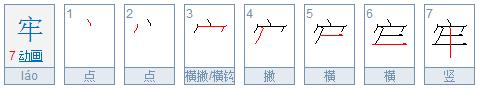 牢 1 2 3 4 5 6 7
7 动画
láo 点 点 横撇/横钩 撇 横 横 竖